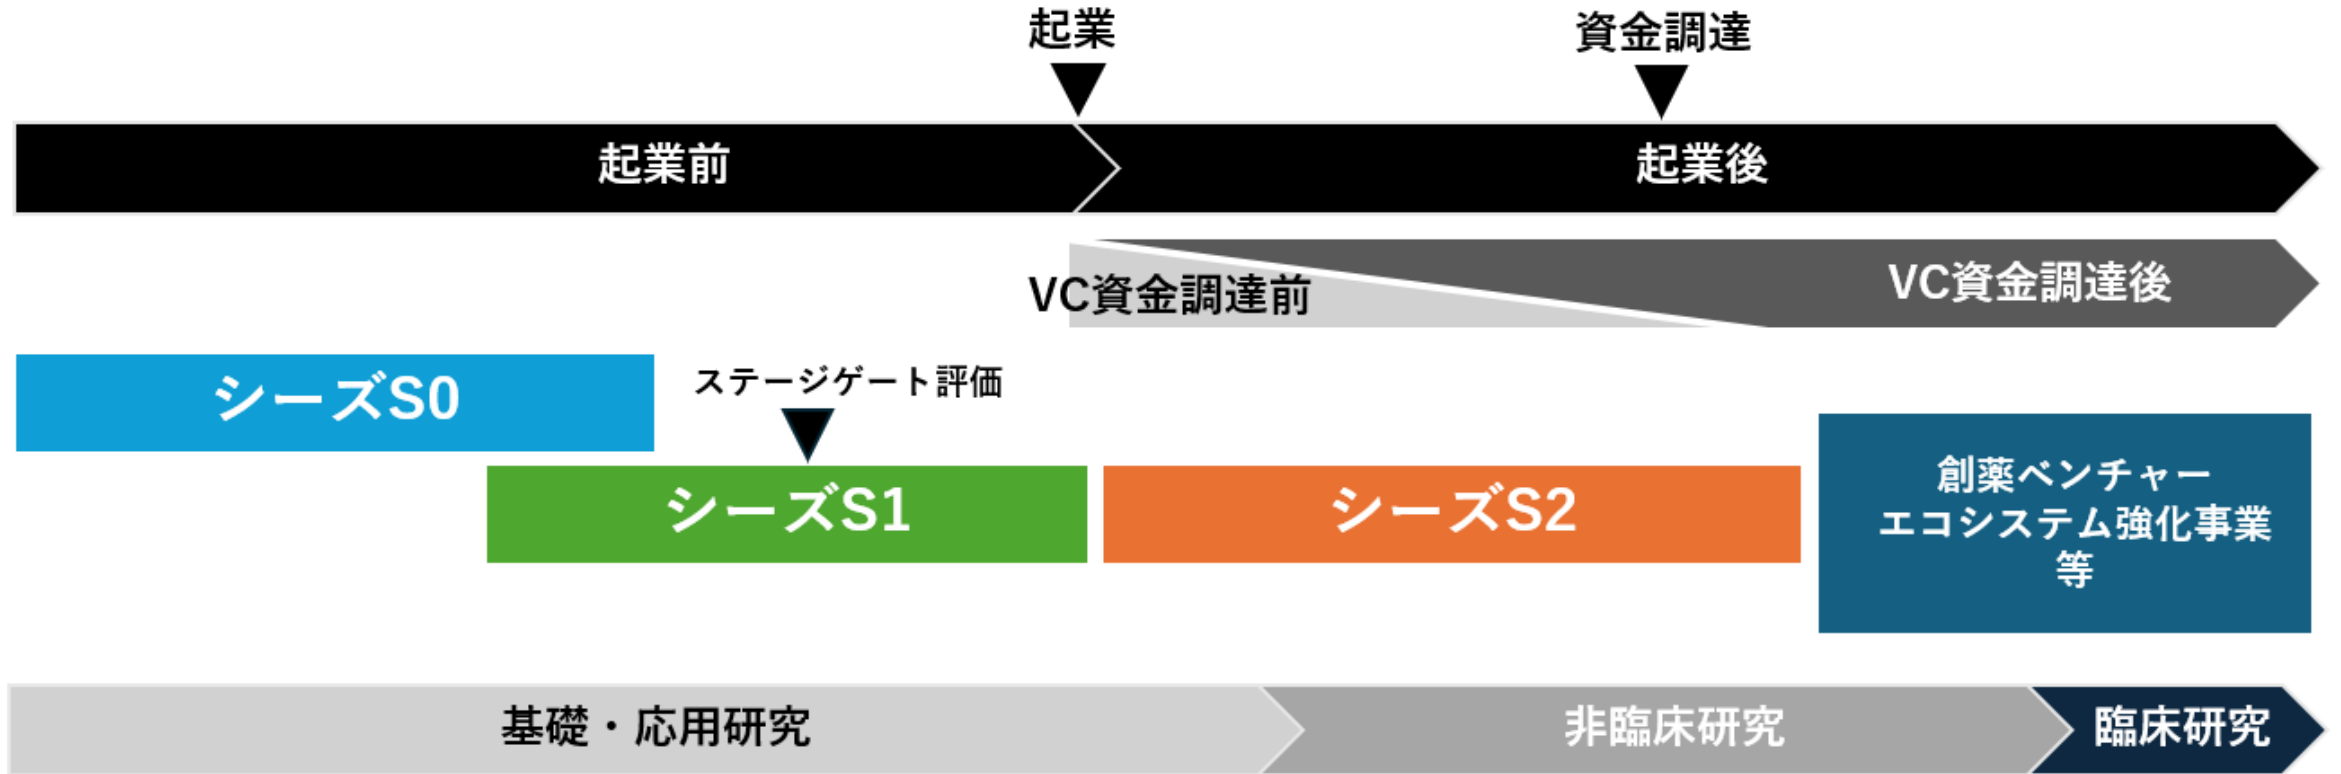 起業
資金調達
起業前
起業後
VC資金調達前
VC資金調達後
シーズS0
ステージゲート評価
シーズS1
シーズS2
創薬ベンチャー
エコシステム強化事業
等
基礎・応用研究
非臨床研究
臨床研究